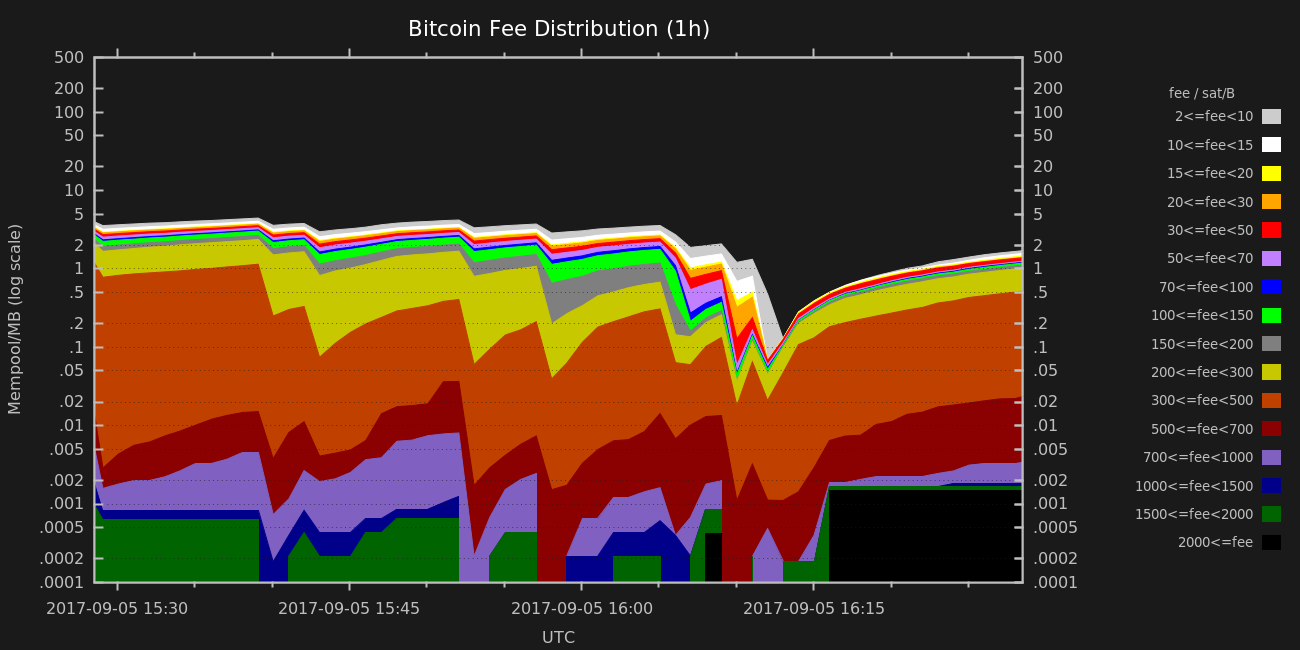 Bitcoin Fee Distribution (1h)
500 500
200 200
100 100
50 50
20 20
10 10
5 5
2 2
1 1
.5 .5
.2 .2
.1 .1
.05 .05
.02 .02
.01 .01
.005 .005
.002 .002
.001 .001
.0005 .0005
.0002 .0002
.0001 .0001
Mempool/MB (log scale)
2017-09-05 15:30 2017-09-05 15:45 2017-09-05 16:00 2017-09-05 16:15
UTC
fee / sat/B
2<=fee<10
10<=fee<15
15<=fee<20
20<=fee<30
30<=fee<50
50<=fee<70
70<=fee<100
100<=fee<150
150<=fee<200
200<=fee<300
300<=fee<500
500<=fee<700
700<=fee<1000
1000<=fee<1500
1500<=fee<2000
2000<=fee